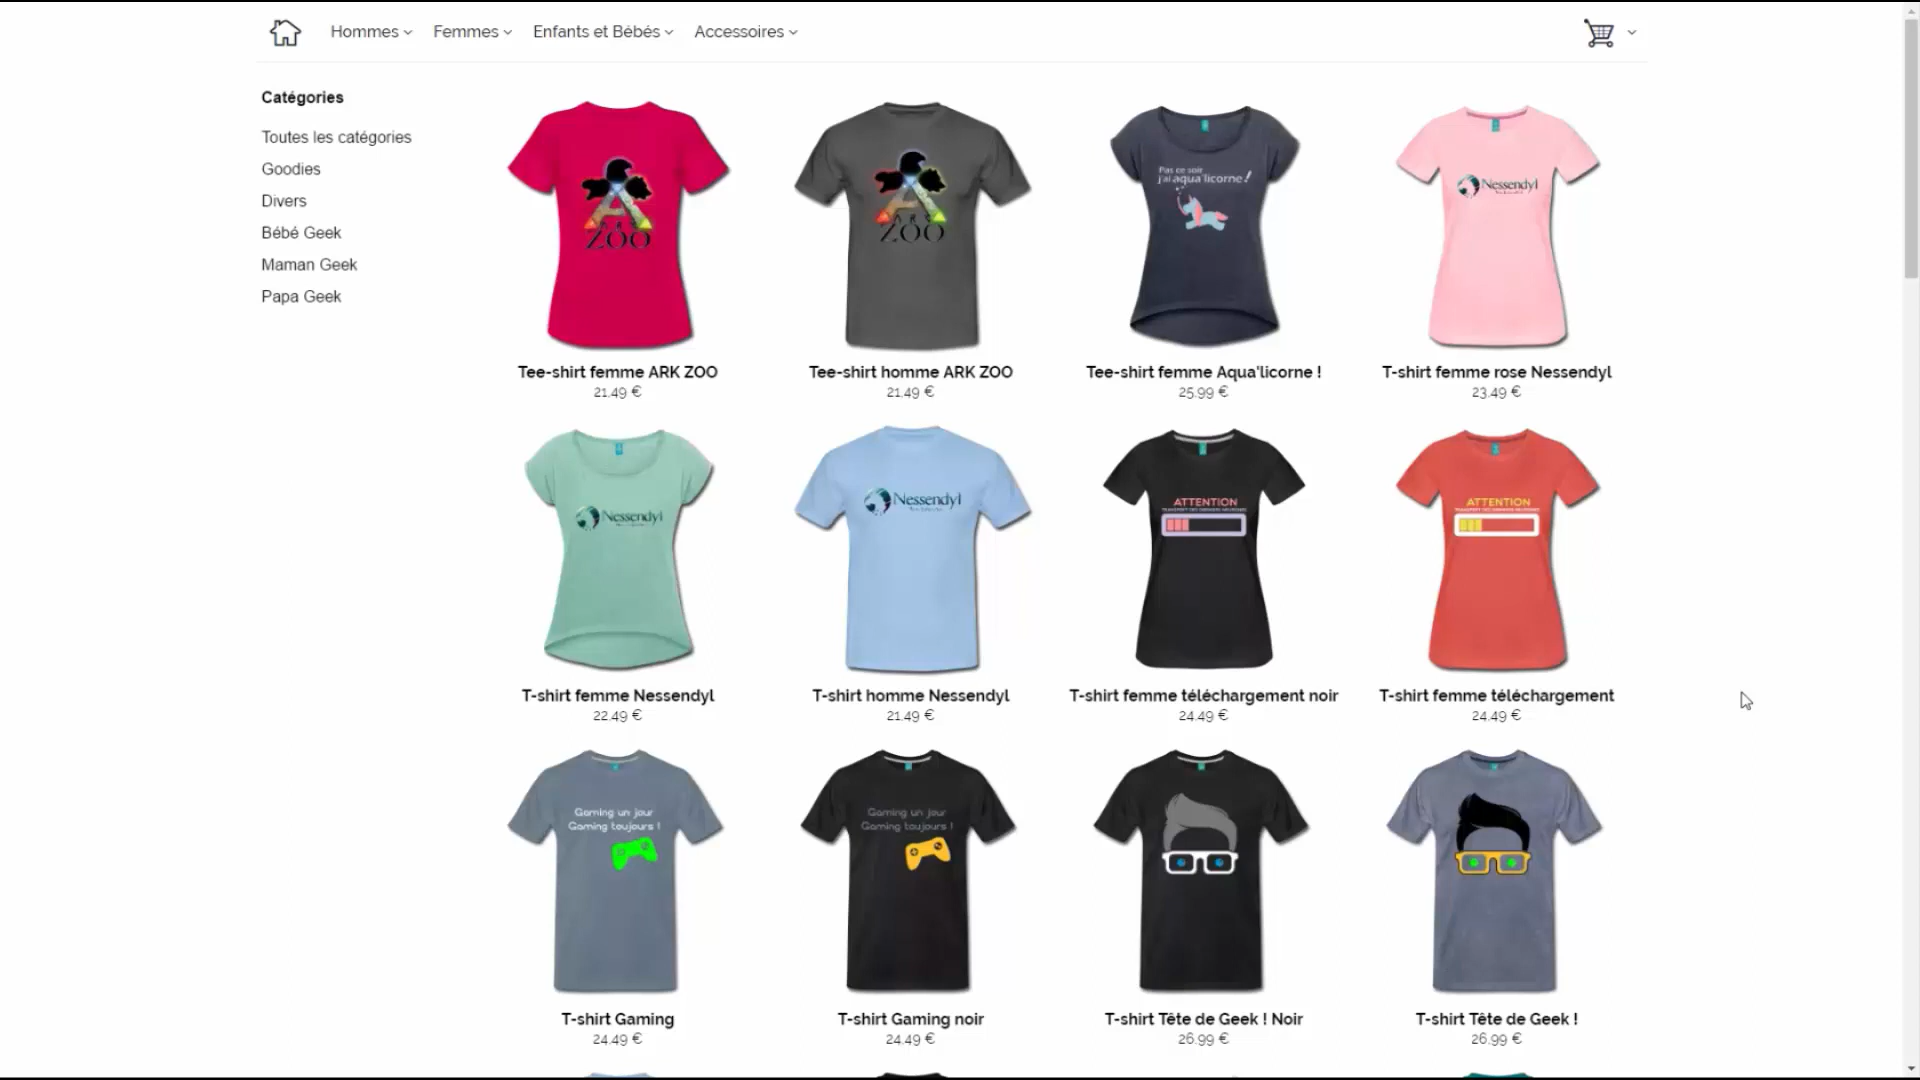 Hommes
Femmes
Enfants et Bébés
Accessoires
Catégories
Toutes les catégories
Goodies
Divers
Bébé Geek
Maman Geek
Papa Geek
ZOO
ZOO
Pas ce soir
j'ai aqua'licorne !
Nessendyl
Tee-shirt femme ARK ZOO
21.49 €
Tee-shirt homme ARK ZOO
21.49 €
Tee-shirt femme Aqua'licorne !
25.99 €
T-shirt femme rose Nessendyl
23.49 €
Nessendyl
Nessendyl
ATTENTION
ATTENTION
T-shirt femme Nessendyl
22.49 €
T-shirt homme Nessendyl
21.49 €
T-shirt femme téléchargement noir
24.49 €
T-shirt femme téléchargement
24.49 €
Gaming un jour
Gaming toujours !
Gaming un jour
Gaming toujours !
T-shirt Gaming
24.49 €
T-shirt Gaming noir
24.49 €
T-shirt Tête de Geek ! Noir
26.99 €
T-shirt Tête de Geek !
26.99 €